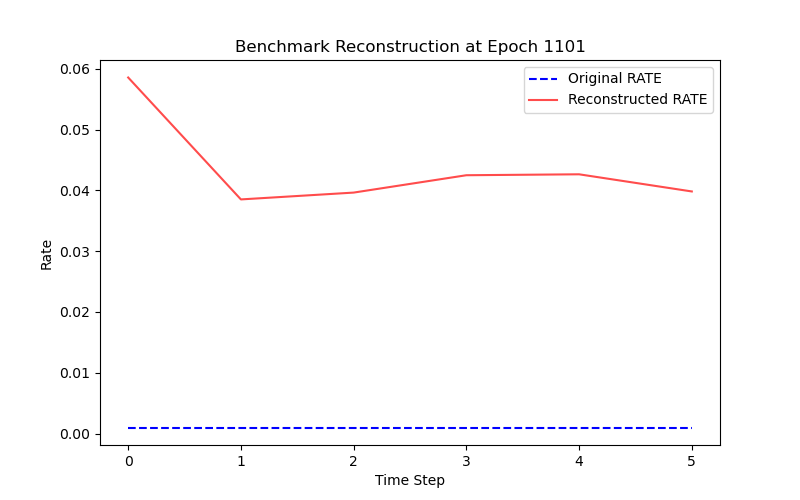 Benchmark Reconstruction at Epoch 1101
Original RATE
Reconstructed RATE
0.06
0.05
0.04
0.03
0.02
0.01
0.00
Rate
0 1 2 3 4 5
Time Step